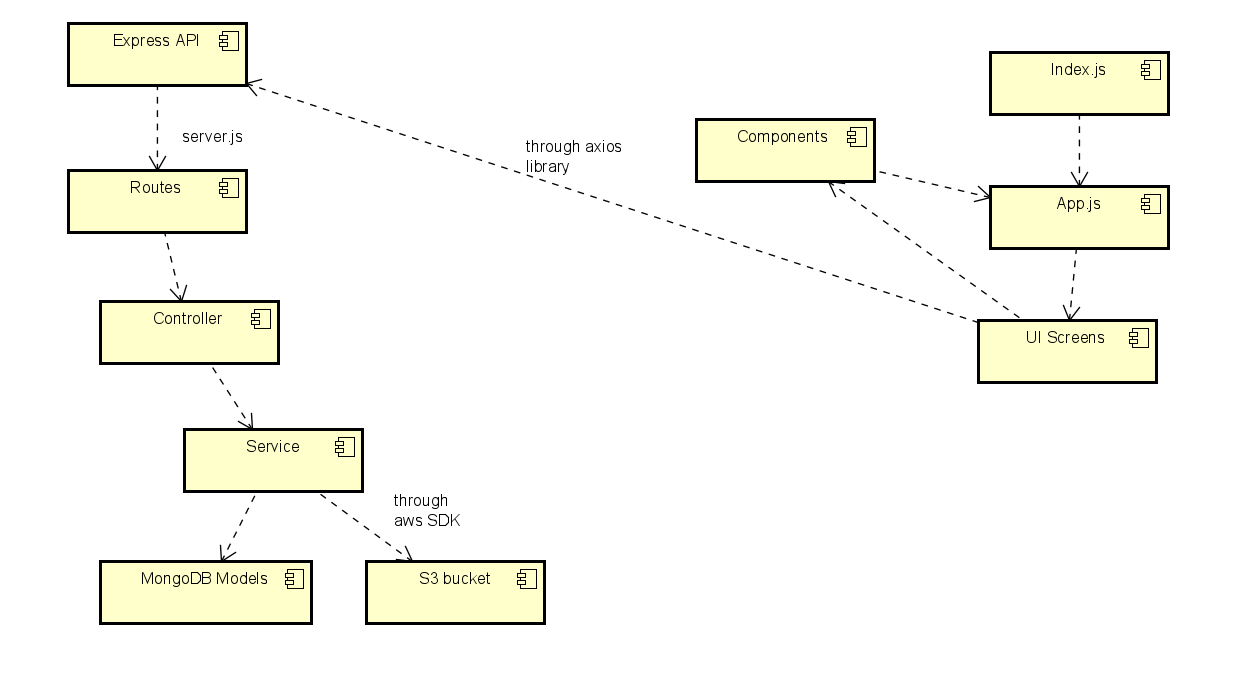 Express API
Index.js
server.js
through axios
library
Components
Routes
App.js
Controller
UI Screens
Service
through
aws SDK
MongoDB Models
S3 bucket